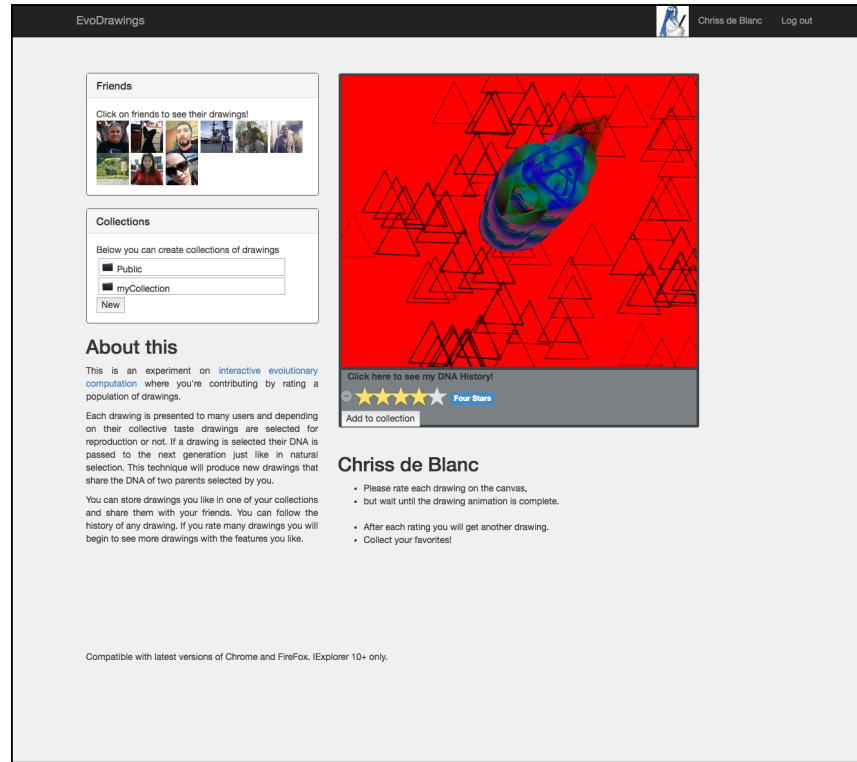 EvoDrawings
Chriss de Blanc
Log out
Friends
Click on friends to see their drawings!
Collections
Below you can create collections of drawings
Public
myCollection
New
About this
This is an experiment on interactive evolutionary
computation where you're contributing by rating a
population of drawings.
Each drawing is presented to many users and depending
on their collective taste drawings are selected for
reproduction or not. If a drawing is selected their DNA is
passed to the next generation just like in natural
selection. This technique will produce new drawings that
share the DNA of two parents selected by you.
You can store drawings you like in one of your collections
and share them with your friends. You can follow the
history of any drawing. If you rate many drawings you will
begin to see more drawings with the features you like.
Click here to see my DNA History!
Four Stars
Add to collection
Chriss de Blanc
• Please rate each drawing on the canvas,
• but wait until the drawing animation is complete.
• After each rating you will get another drawing.
• Collect your favorites!
Compatible with latest versions of Chrome and FireFox. IExplorer 10+ only.